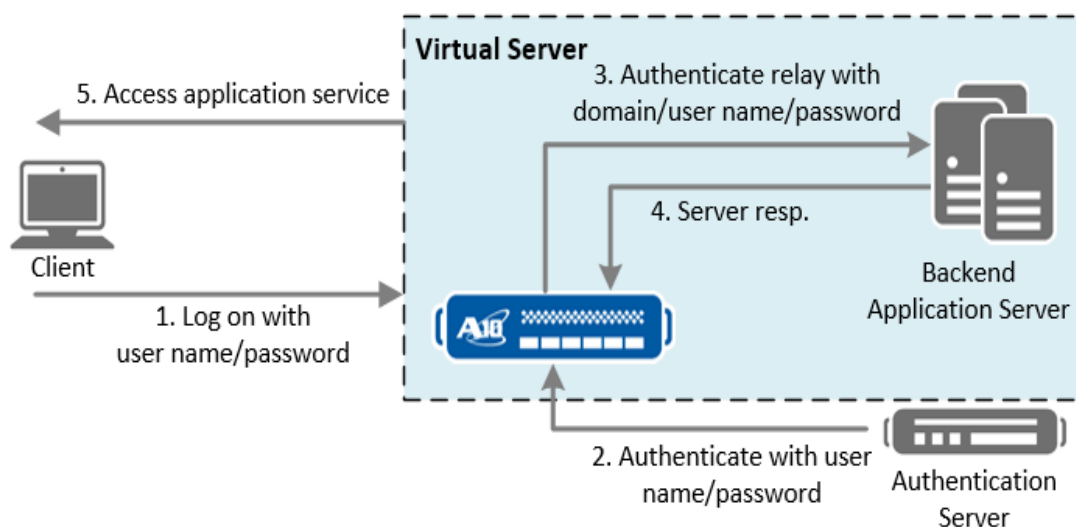 Virtual Server
5. Access application service
3. Authenticate relay with
domain/user name/password
4. Server resp.
Client
Backend
Application Server
1. Log on with
user name/password
A10
2. Authenticate with user
name/password
Authentication
Server